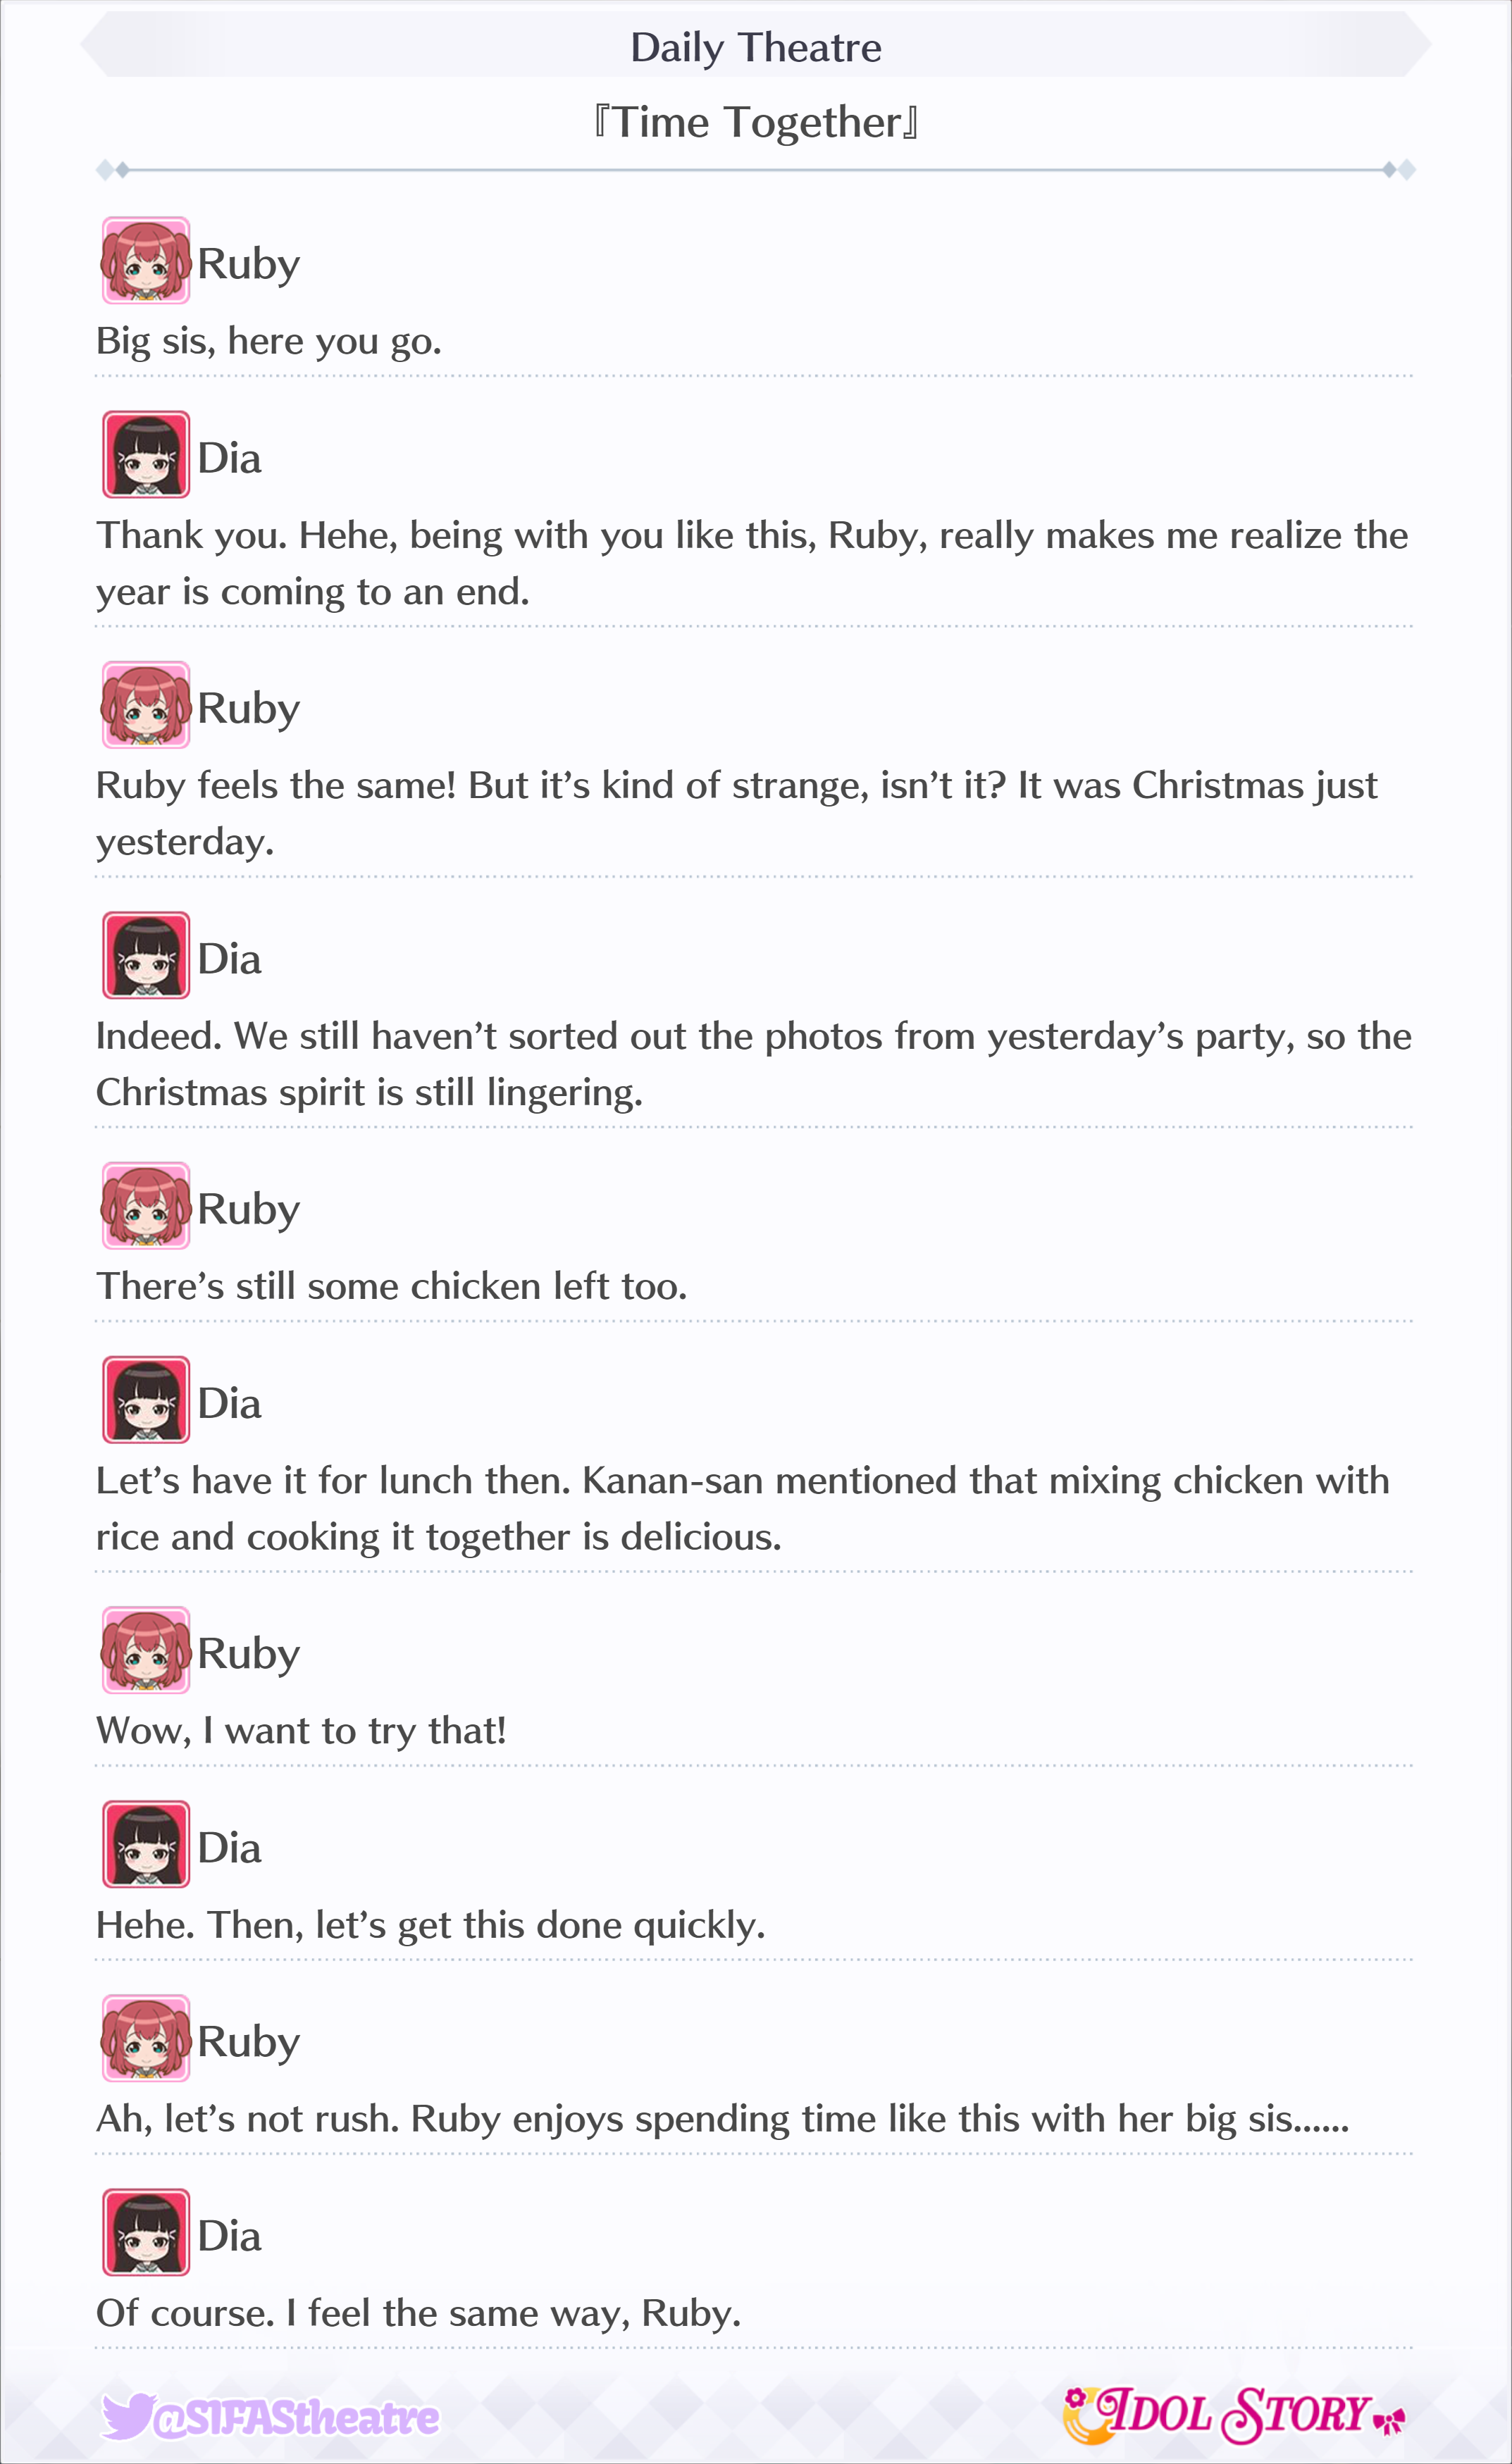 Daily Theatre
『Time Together』
Ruby
Big sis, here you go.
Dia
Thank you. Hehe, being with you like this, Ruby, really makes me realize the
year is coming to an end.
Ruby
Ruby feels the same! But it’s kind of strange, isn’t it? It was Christmas just
yesterday.
Dia
Indeed. We still haven’t sorted out the photos from yesterday’s party, so the
Christmas spirit is still lingering.
Ruby
There’s still some chicken left too.
Dia
Let’s have it for lunch then. Kanan-san mentioned that mixing chicken with
rice and cooking it together is delicious.
Ruby
Wow, I want to try that!
Dia
Hehe. Then, let’s get this done quickly.
Ruby
Ah, let’s not rush. Ruby enjoys spending time like this with her big sis......
Dia
Of course. I feel the same way, Ruby.
@SIFAStheatre
IDOL STORY